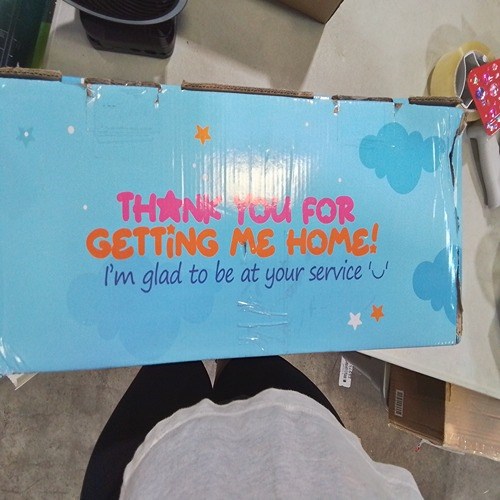 THANK YOU FOR
GETTING ME HOME!
I'm glad to be at your service '◡'